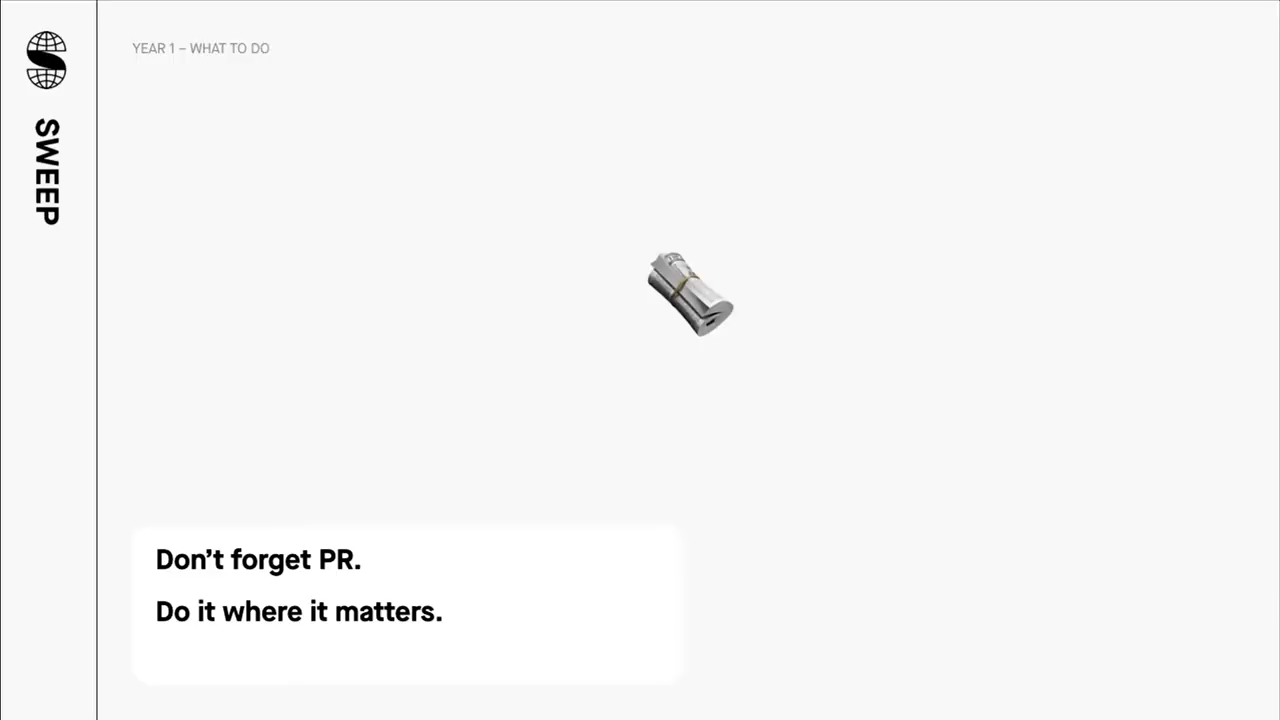 SWEEP
YEAR 1 – WHAT TO DO
Don’t forget PR.
Do it where it matters.